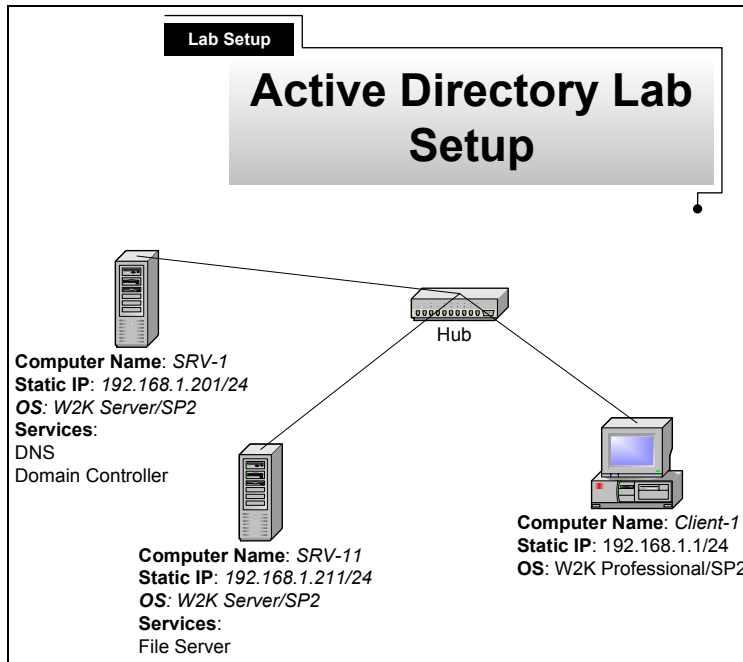 Lab Setup
Active Directory Lab
Setup
Hub
Computer Name: SRV-1
Static IP: 192.168.1.201/24
OS: W2K Server/SP2
Services:
DNS
Domain Controller
Computer Name: SRV-11
Static IP: 192.168.1.211/24
OS: W2K Server/SP2
Services:
File Server
Computer Name: Client-1
Static IP: 192.168.1.1/24
OS: W2K Professional/SP2